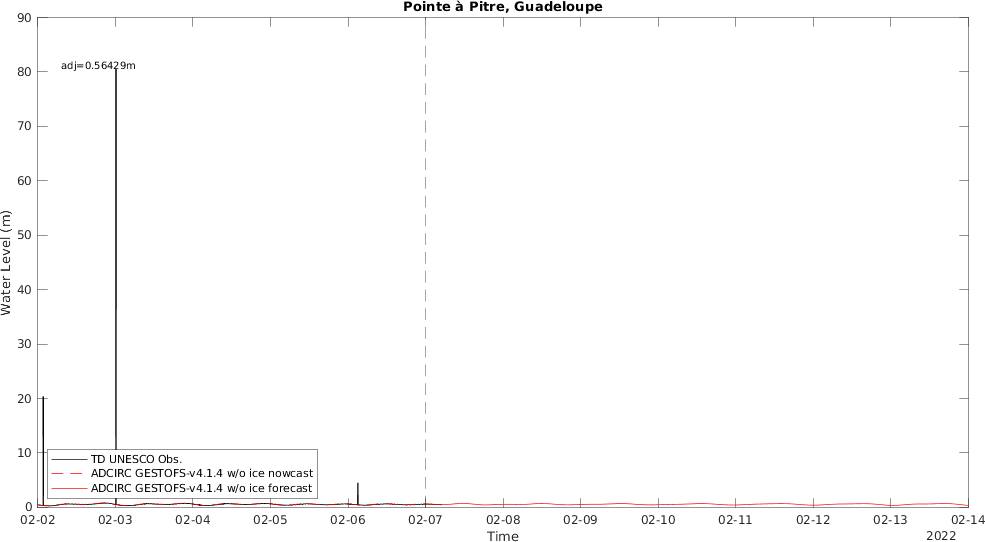 Pointe à Pitre, Guadeloupe
90
80
70
60
50
40
30
20
10
0
Water Level (m)
adj=0.56429m
TD UNESCO Obs.
ADCIRC GESTOFS-v4.1.4 w/o ice nowcast
ADCIRC GESTOFS-v4.1.4 w/o ice forecast
02-02 02-03 02-04 02-05 02-06 02-07 02-08 02-09 02-10 02-11 02-12 02-13 02-14
Time
2022